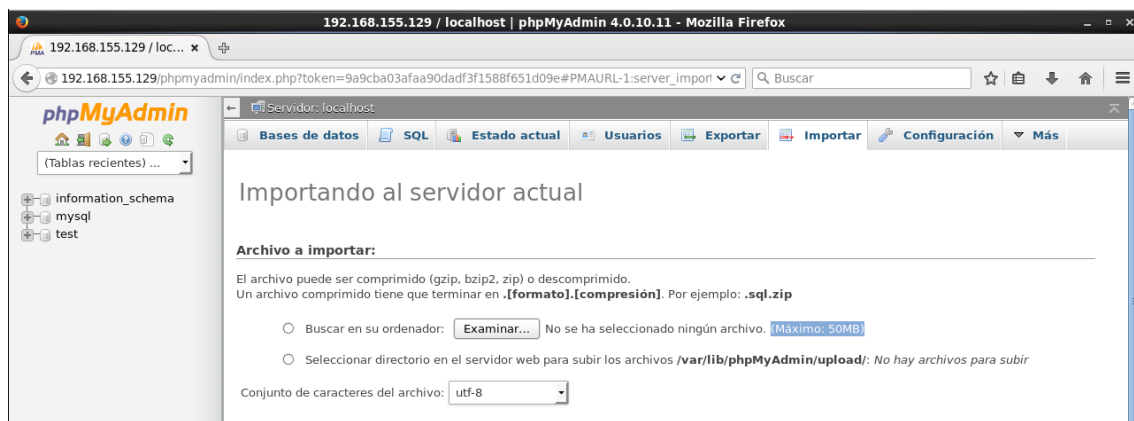 192.168.155.129 / localhost | phpMyAdmin 4.0.10.11 - Mozilla Firefox
192.168.155.129 / loc...
192.168.155.129/phpmyadmin/index.php?token=9a9cba03afaa90dadf3f1588f651d09e#PMAURL-1:server_import
Buscar
phpMyAdmin
(Tablas recientes) ...
information_schema
mysql
test
Servidor: localhost
Bases de datos SQL Estado actual Usuarios Exportar Importar Configuración Más
Importando al servidor actual
Archivo a importar:
El archivo puede ser comprimido (gzip, bzip2, zip) o descomprimido.
Un archivo comprimido tiene que terminar en .[formato].[compresión]. Por ejemplo: .sql.zip
Buscar en su ordenador: Examinar... No se ha seleccionado ningún archivo. (Máximo: 50MB)
Seleccionar directorio en el servidor web para subir los archivos /var/lib/phpMyAdmin/upload/: No hay archivos para subir
Conjunto de caracteres del archivo: utf-8